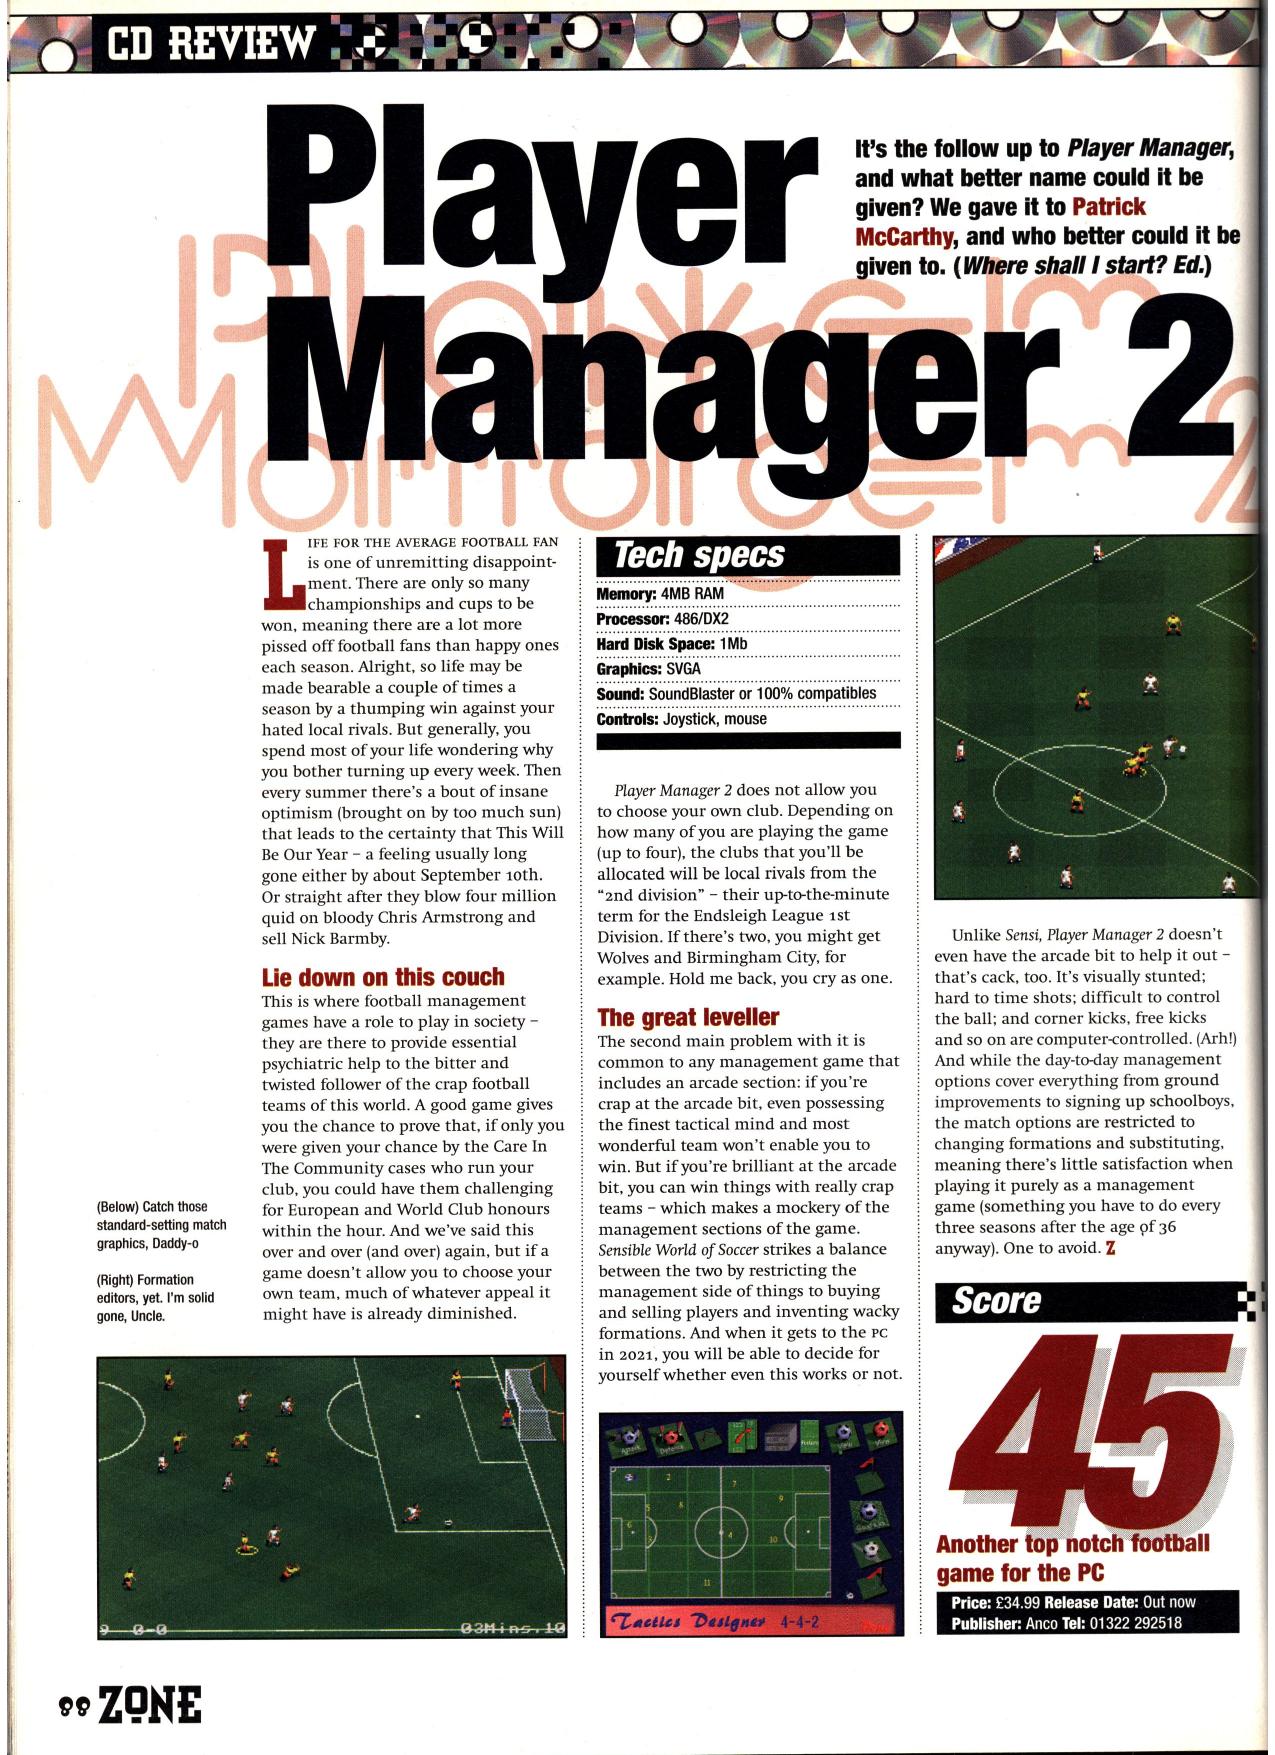 CD REVIEW
Player
Manager 2
It's the follow up to Player Manager,
and what better name could it be
given? We gave it to Patrick
McCarthy, and who better could it be
given to. (Where shall I start? Ed.)
LIFE FOR THE AVERAGE FOOTBALL FAN
is one of unremitting disappoint-
ment. There are only so many
championships and cups to be
won, meaning there are a lot more
pissed off football fans than happy ones
each season. Alright, so life may be
made bearable a couple of times a
season by a thumping win against your
hated local rivals. But generally, you
spend most of your life wondering why
you bother turning up every week. Then
every summer there's a bout of insane
optimism (brought on by too much sun)
that leads to the certainty that This Will
Be Our Year – a feeling usually long
gone either by about September 10th.
Or straight after they blow four million
quid on bloody Chris Armstrong and
sell Nick Barmby.
Lie down on this couch
This is where football management
games have a role to play in society –
they are there to provide essential
psychiatric help to the bitter and
twisted follower of the crap football
teams of this world. A good game gives
you the chance to prove that, if only you
were given your chance by the Care In
The Community cases who run your
club, you could have them challenging
for European and World Club honours
within the hour. And we've said this
over and over (and over) again, but if a
game doesn't allow you to choose your
own team, much of whatever appeal it
might have is already diminished.
(Below) Catch those
standard-setting match
graphics, Daddy-o
(Right) Formation
editors, yet. I'm solid
gone, Uncle.
9 0-0
03Mins.10
Tech specs
Memory: 4MB RAM
Processor: 486/DX2
Hard Disk Space: 1Mb
Graphics: SVGA
Sound: SoundBlaster or 100% compatibles
Controls: Joystick, mouse
Player Manager 2 does not allow you
to choose your own club. Depending on
how many of you are playing the game
(up to four), the clubs that you'll be
allocated will be local rivals from the
“2nd division” – their up-to-the-minute
term for the Endsleigh League 1st
Division. If there's two, you might get
Wolves and Birmingham City, for
example. Hold me back, you cry as one.
The great leveller
The second main problem with it is
common to any management game that
includes an arcade section: if you're
crap at the arcade bit, even possessing
the finest tactical mind and most
wonderful team won't enable you to
win. But if you're brilliant at the arcade
bit, you can win things with really crap
teams – which makes a mockery of the
management sections of the game.
Sensible World of Soccer strikes a balance
between the two by restricting the
management side of things to buying
and selling players and inventing wacky
formations. And when it gets to the PC
in 2021, you will be able to decide for
yourself whether even this works or not.
Attack Defence
2 7
5 8 9
6 3 4 10
11
Tactics Designer 4-4-2
Unlike Sensi, Player Manager 2 doesn't
even have the arcade bit to help it out –
that's cack, too. It's visually stunted;
hard to time shots; difficult to control
the ball; and corner kicks, free kicks
and so on are computer-controlled. (Arh!)
And while the day-to-day management
options cover everything from ground
improvements to signing up schoolboys,
the match options are restricted to
changing formations and substituting,
meaning there's little satisfaction when
playing it purely as a management
game (something you have to do every
three seasons after the age of 36
anyway). One to avoid. Z
Score
45
Another top notch football
game for the PC
Price: £34.99 Release Date: Out now
Publisher: Anco Tel: 01322 292518
88 ZONE